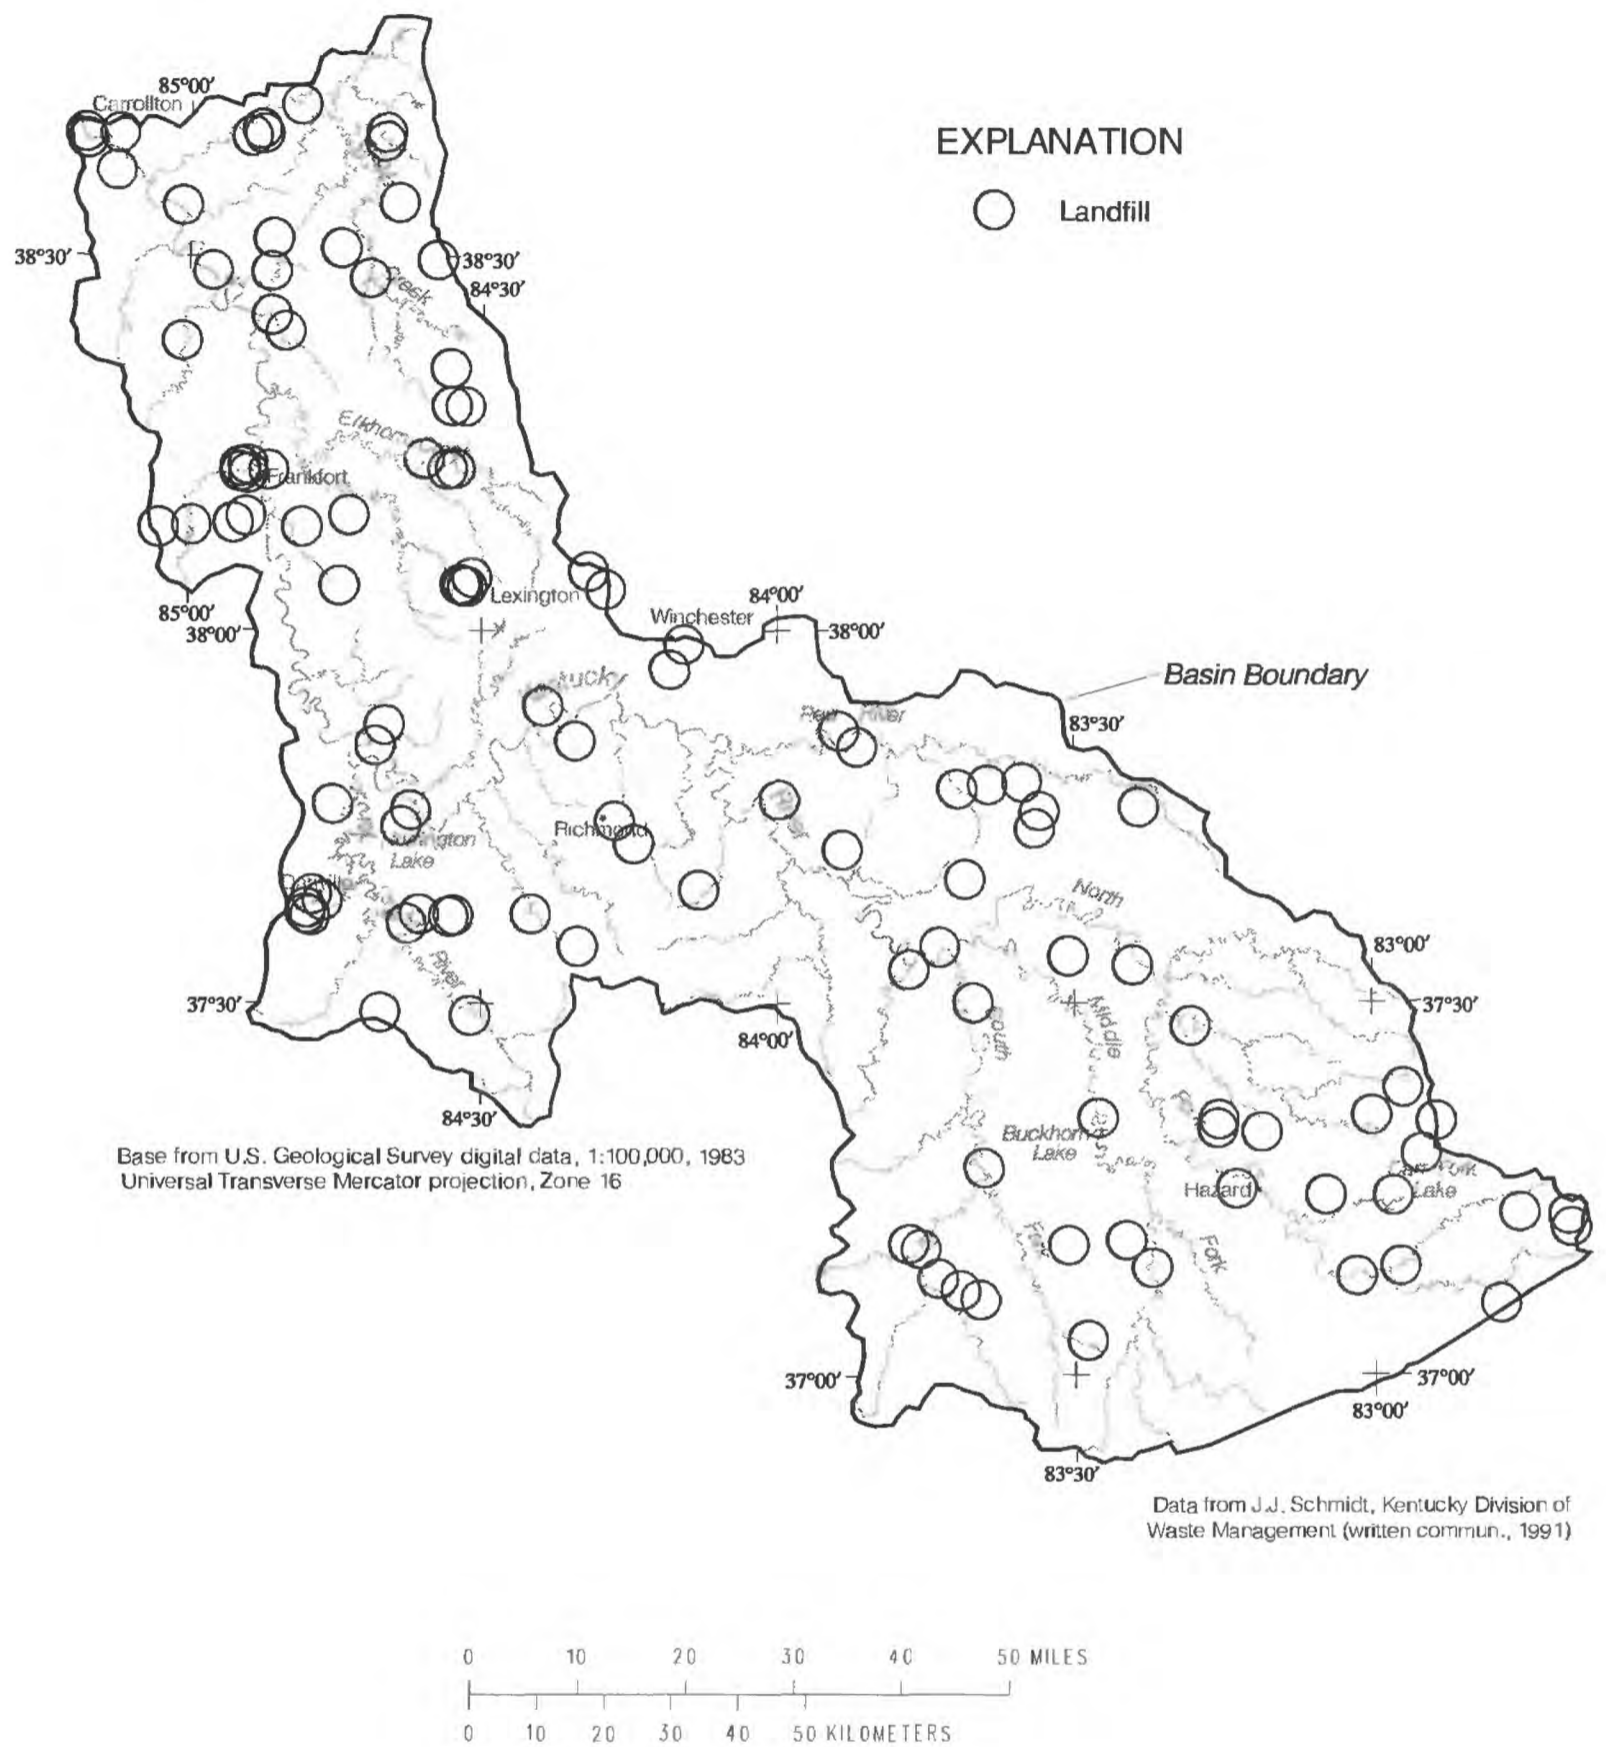 EXPLANATION
Landfill
85°00′
Carrollton
38°30′
38°30′
84°30′
Creek
Elkhorn
Frankfort
85°00′
38°00′
Lexington
Winchester
84°00′
38°00′
Basin Boundary
Red River
83°30′
Richmond
Lake
North
83°00′
37°30′
River
37°30′
84°00′
South
Middle
84°30′
Buckhorn
Lake
Hazard
Lake
Fork
Fork
Base from U.S. Geological Survey digital data, 1:100,000, 1983
Universal Transverse Mercator projection, Zone 16
37°00′
37°00′
83°00′
83°30′
Data from J.J. Schmidt, Kentucky Division of
Waste Management (written commun., 1991)
0 10 20 30 40 50 MILES
0 10 20 30 40 50 KILOMETERS